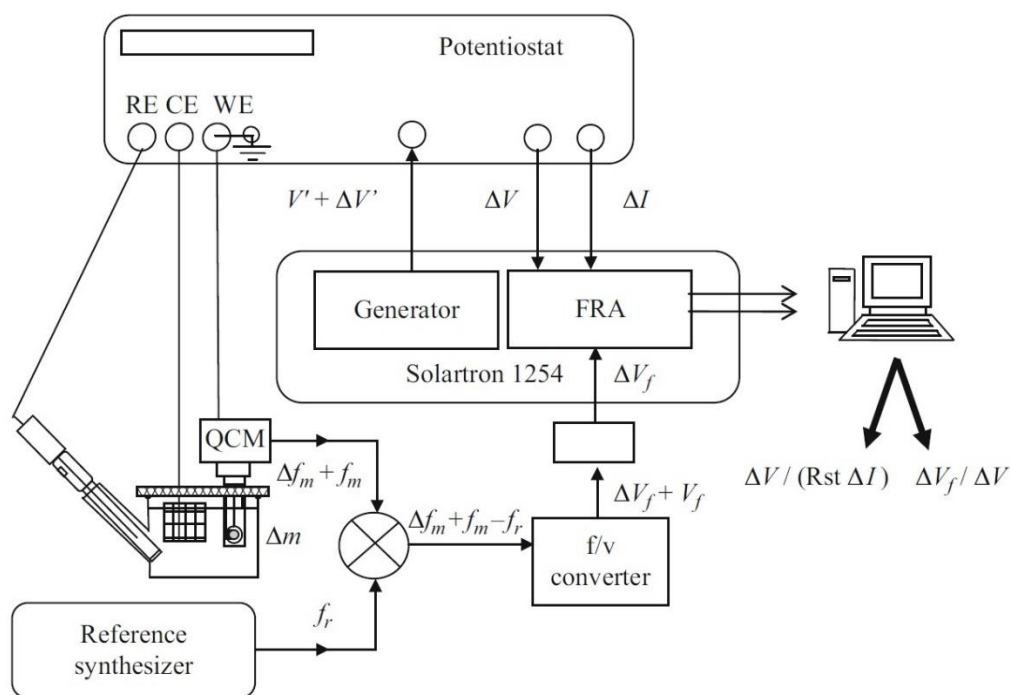 Potentiostat
RE CE WE
V' + ΔV’
ΔV
ΔI
Generator
FRA
Solartron 1254
ΔV_f
QCM
Δf_m + f_m
ΔV / (Rst ΔI)
ΔV_f / ΔV
ΔV_f + V_f
Δm
Δf_m+f_m–f_r
f/v
converter
f_r
Reference
synthesizer